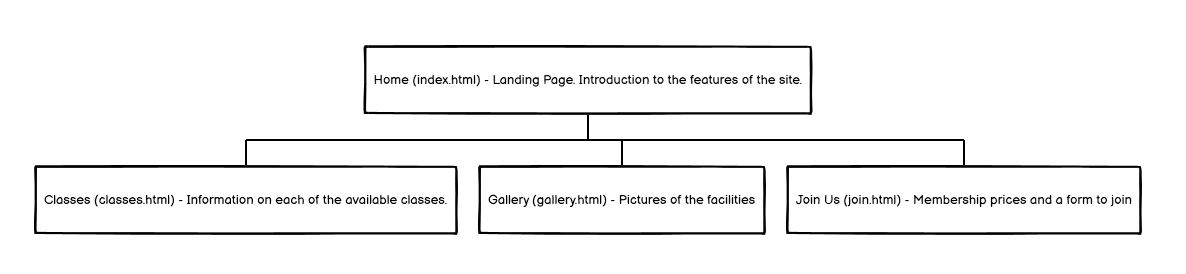 Home (index.html) - Landing Page. Introduction to the features of the site.
Classes (classes.html) - Information on each of the available classes.
Gallery (gallery.html) - Pictures of the facilities
Join Us (join.html) - Membership prices and a form to join